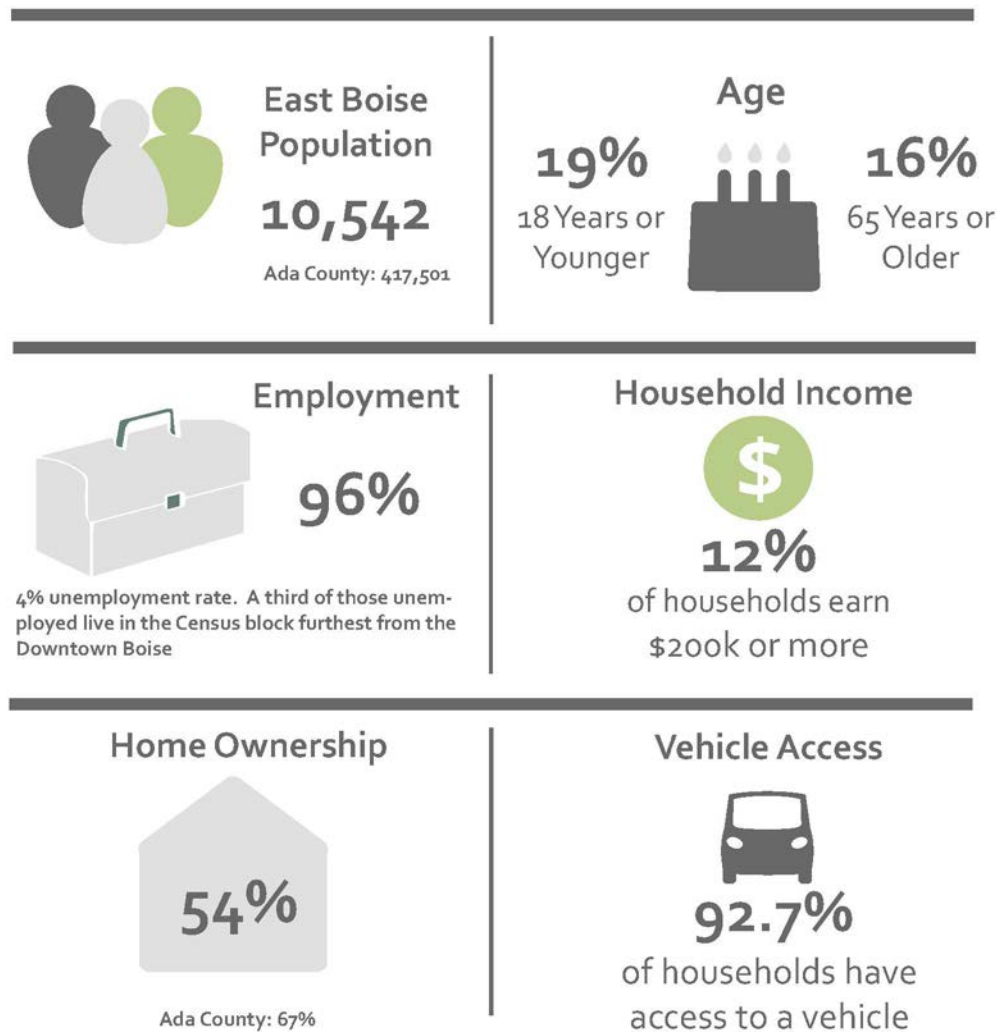 East Boise
Population
10,542
Ada County: 417,501
Age
19%
18 Years or
Younger
16%
65 Years or
Older
Employment
96%
4% unemployment rate.  A third of those unem-
ployed live in the Census block furthest from the
Downtown Boise
Household Income
$
12%
of households earn
$200k or more
Home Ownership
54%
Ada County: 67%
Vehicle Access
92.7%
of households have
access to a vehicle